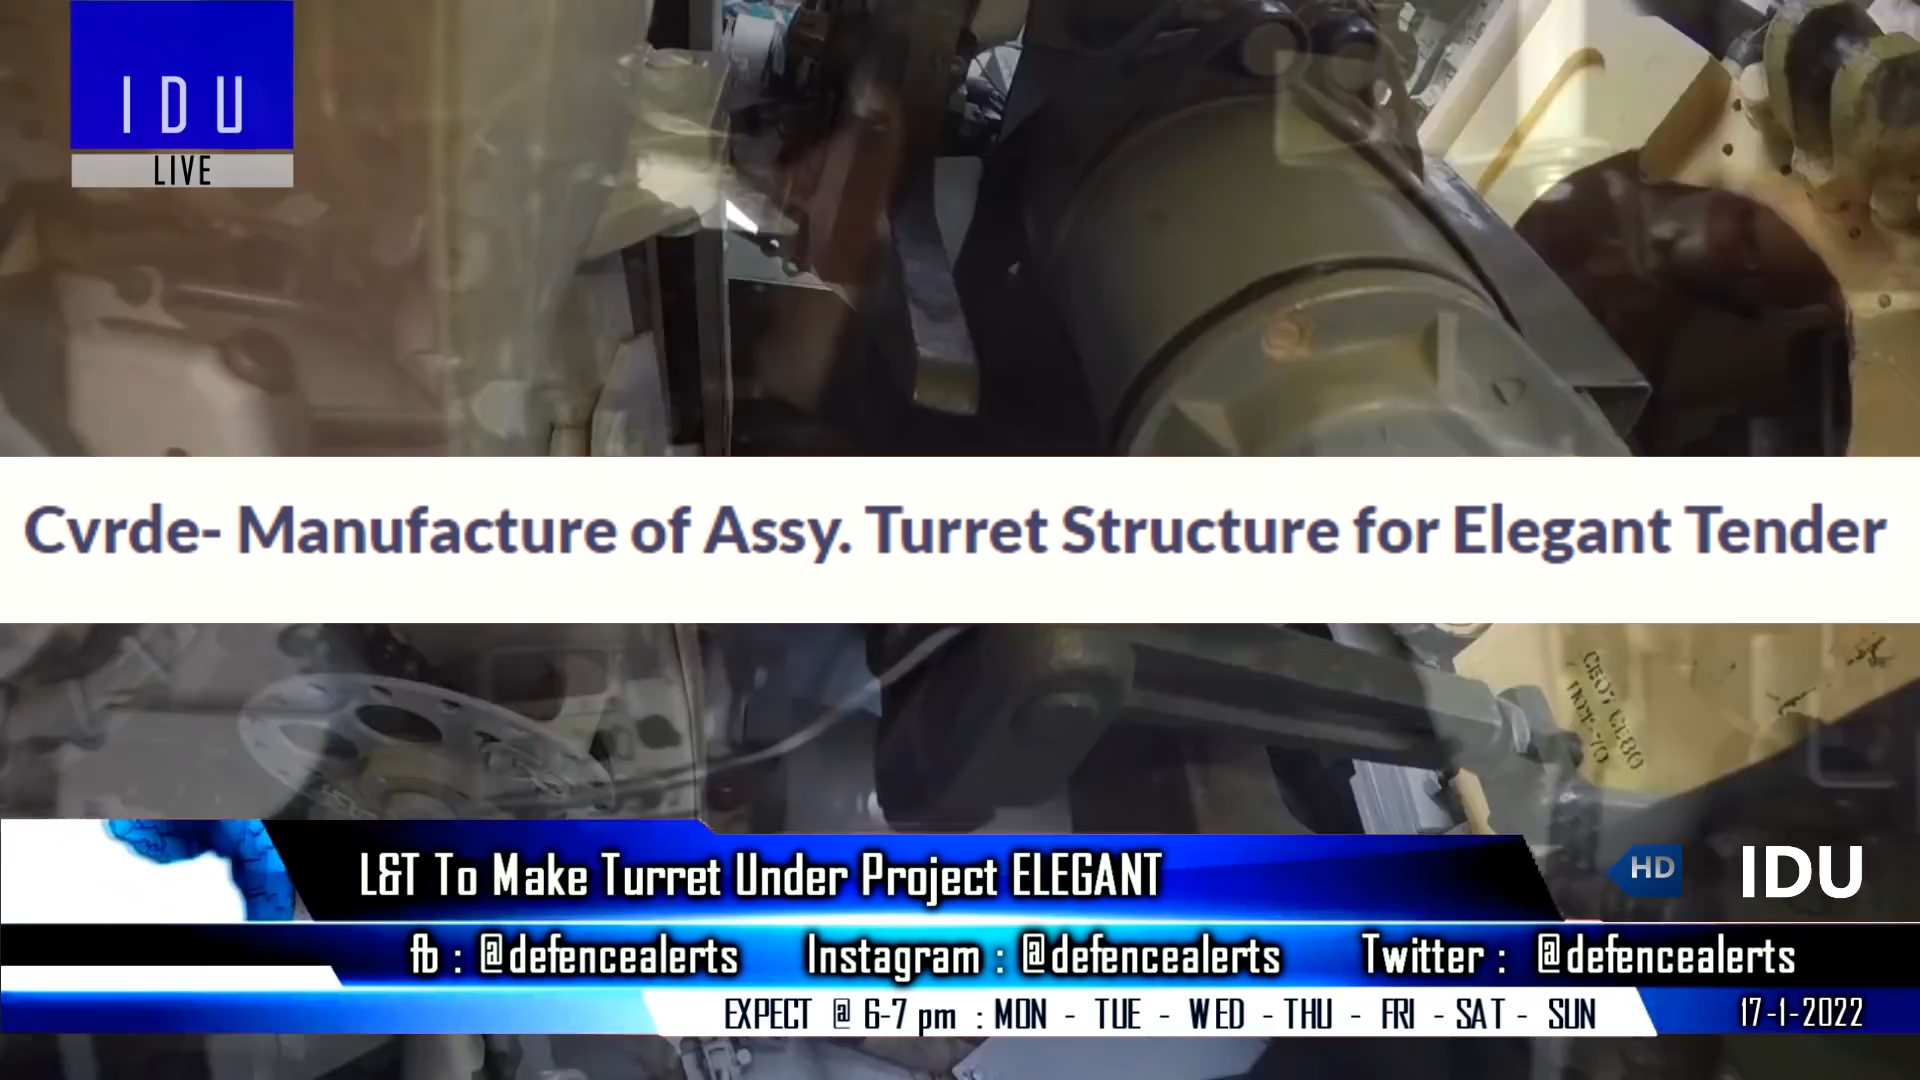 IDU
LIVE
Cvrde- Manufacture of Assy. Turret Structure for Elegant Tender
L&T To Make Turret Under Project ELEGANT
HD
IDU
fb : @defencealerts Instagram : @defencealerts Twitter : @defencealerts
EXPECT @ 6-7 pm : MON - TUE - WED - THU - FRI - SAT - SUN
17-1-2022